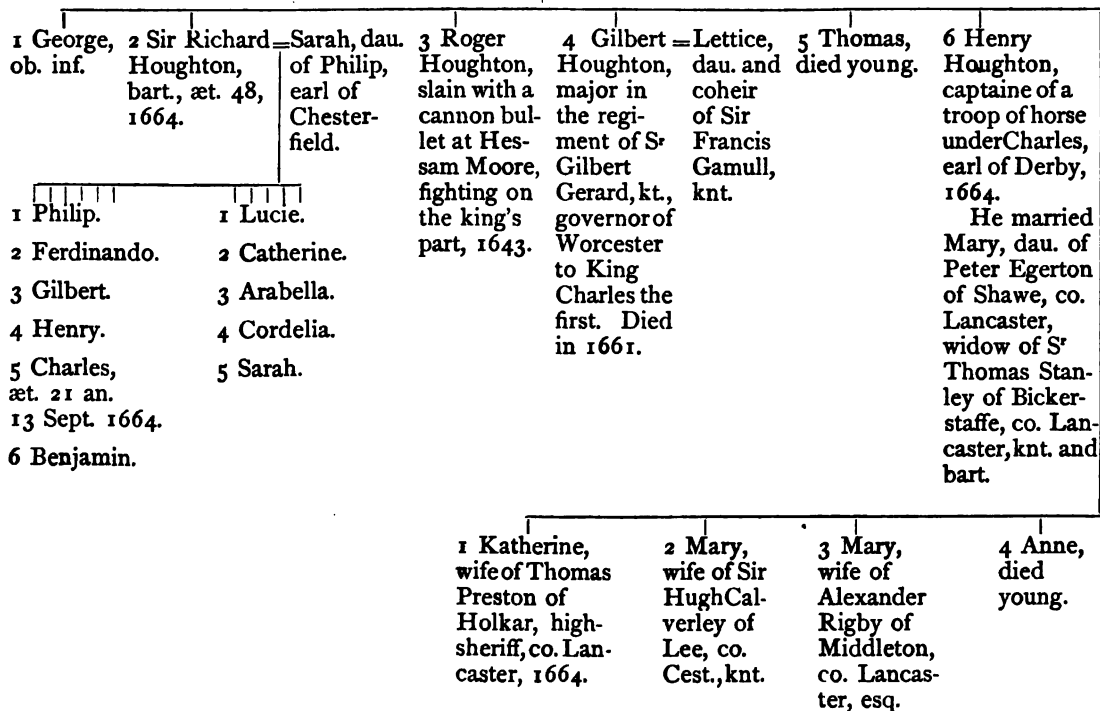 1 George,
ob. inf.
2 Sir Richard =
Houghton,
bart., æt. 48,
1664.
Sarah, dau.
of Philip,
earl of
Chester-
field.
3 Roger
Houghton,
slain with a
cannon bul-
let at Hes-
sam Moore,
fighting on
the king's
part, 1643.
4 Gilbert =
Houghton,
major in
the regi-
ment of Sr
Gilbert
Gerard, kt.,
governor of
Worcester
to King
Charles the
first. Died
in 1661.
Lettice,
dau. and
coheir
of Sir
Francis
Gamull,
knt.
5 Thomas,
died young.
6 Henry
Houghton,
captaine of a
troop of horse
under Charles,
earl of Derby,
1664.
He married
Mary, dau. of
Peter Egerton
of Shawe, co.
Lancaster,
widow of Sr
Thomas Stan-
ley of Bicker-
staffe, co. Lan-
caster, knt. and
bart.
1 Philip.
2 Ferdinando.
3 Gilbert.
4 Henry.
5 Charles,
æt. 21 an.
13 Sept. 1664.
6 Benjamin.
1 Lucie.
2 Catherine.
3 Arabella.
4 Cordelia.
5 Sarah.
1 Katherine,
wife of Thomas
Preston of
Holkar, high-
sheriff, co. Lan-
caster, 1664.
2 Mary,
wife of Sir
Hugh Cal-
verley of
Lee, co.
Cest., knt.
3 Mary,
wife of
Alexander
Rigby of
Middleton,
co. Lancas-
ter, esq.
4 Anne,
died
young.